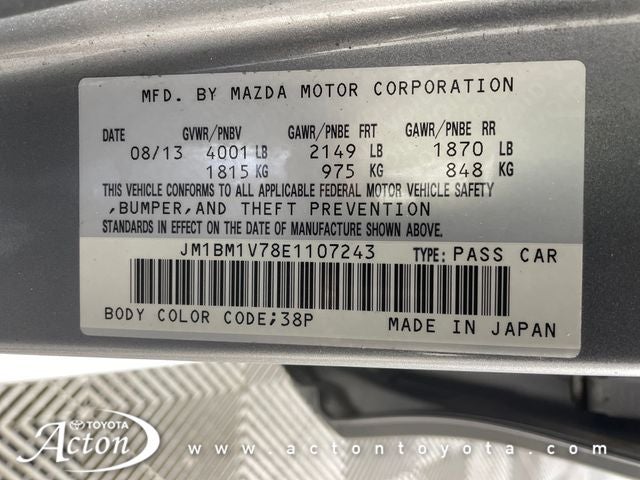 MFD. BY MAZDA MOTOR CORPORATION
DATE GVWR/PNBV GAWR/PNBE FRT GAWR/PNBE RR
08/13 4001 LB 2149 LB 1870 LB
1815 KG 975 KG 848 KG
THIS VEHICLE CONFORMS TO ALL APPLICABLE FEDERAL MOTOR VEHICLE SAFETY
,BUMPER,AND THEFT PREVENTION
STANDARDS IN EFFECT ON THE DATE OF MANUFACTURE SHOWN ABOVE.
JM1BM1V78E1107243 TYPE: PASS CAR
BODY COLOR CODE;38P MADE IN JAPAN
TOYOTA
Acton
www.actontoyota.com